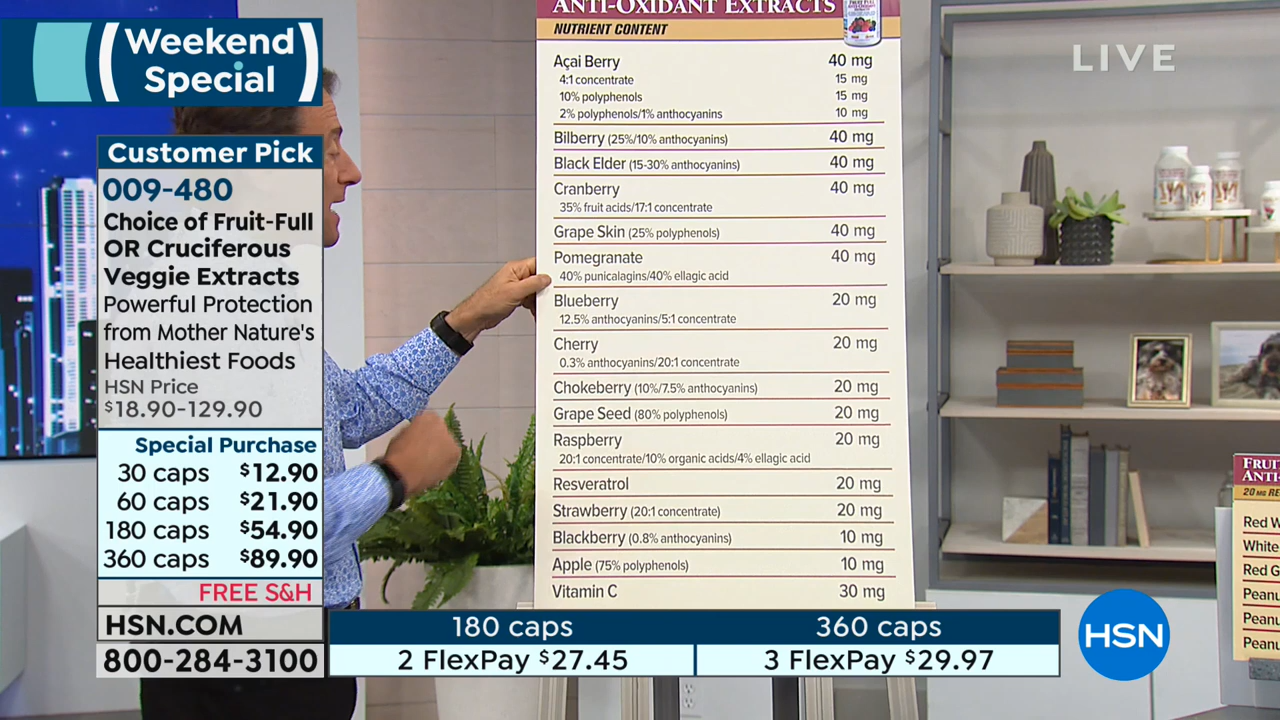 (Weekend
Special)
Customer Pick
009-480
Choice of Fruit-Full
OR Cruciferous
Veggie Extracts
Powerful Protection
from Mother Nature's
Healthiest Foods
HSN Price
$18.90-129.90
Special Purchase
30 caps $12.90
60 caps $21.90
180 caps $54.90
360 caps $89.90
FREE S&H
HSN.COM
800-284-3100
180 caps
2 FlexPay $27.45
360 caps
3 FlexPay $29.97
HSN
LIVE
ANTI-OXIDANT EXTRACTS
NUTRIENT CONTENT
Açai Berry 40 mg
4:1 concentrate 15 mg
10% polyphenols 15 mg
2% polyphenols/1% anthocyanins 10 mg
Bilberry (25%/10% anthocyanins) 40 mg
Black Elder (15-30% anthocyanins) 40 mg
Cranberry 40 mg
35% fruit acids/17:1 concentrate
Grape Skin (25% polyphenols) 40 mg
Pomegranate 40 mg
40% punicalagins/40% ellagic acid
Blueberry 20 mg
12.5% anthocyanins/5:1 concentrate
Cherry 20 mg
0.3% anthocyanins/20:1 concentrate
Chokeberry (10%/7.5% anthocyanins) 20 mg
Grape Seed (80% polyphenols) 20 mg
Raspberry 20 mg
20:1 concentrate/10% organic acids/4% ellagic acid
Resveratrol 20 mg
Strawberry (20:1 concentrate) 20 mg
Blackberry (0.8% anthocyanins) 10 mg
Apple (75% polyphenols) 10 mg
Vitamin C 30 mg
FRUI
ANTI-
20 MG RE
Red W
White
Red G
Peanu
Peanu
Peanu